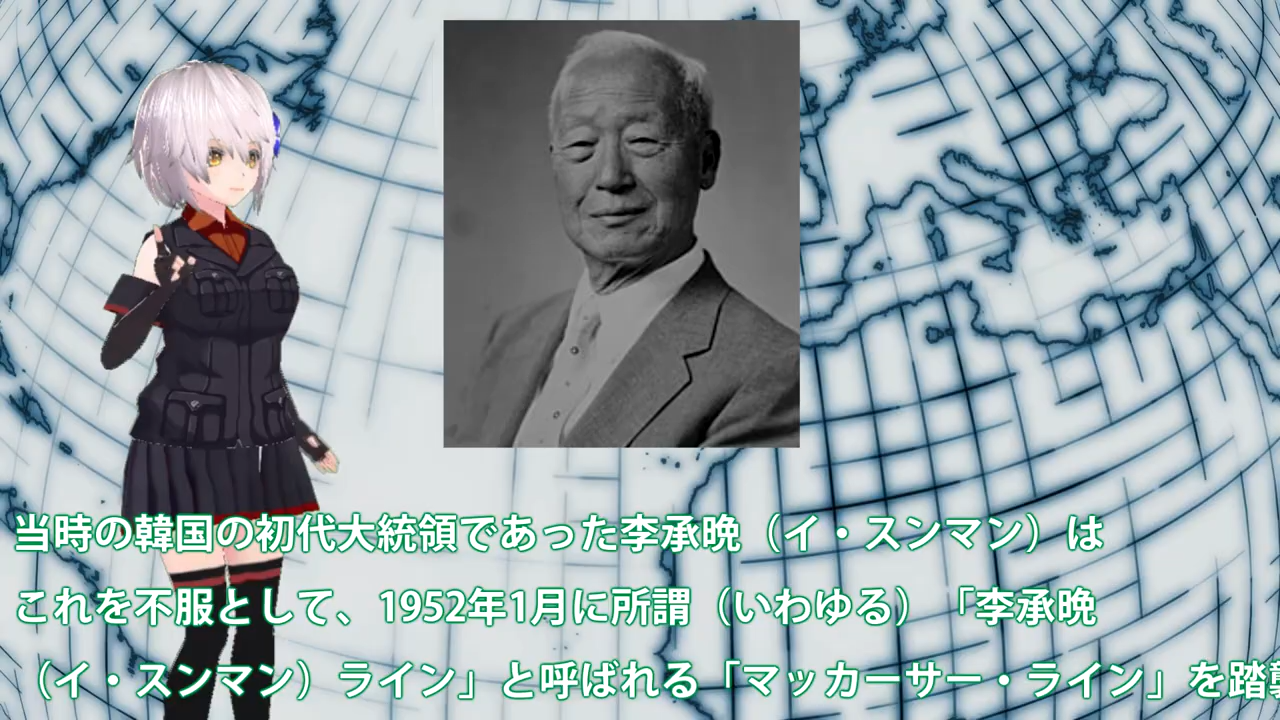 当時の韓国の初代大統領であった李承晩（イ・スンマン）は
これを不服として、1952年1月に所謂（いわゆる）「李承晩
（イ・スンマン）ライン」と呼ばれる「マッカーサー・ライン」を踏襲